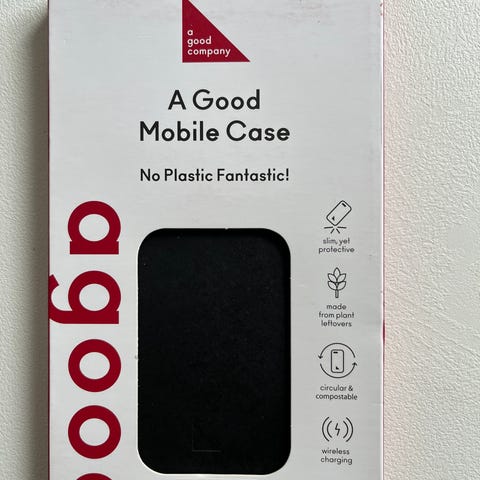 a
good
company
A Good
Mobile Case
No Plastic Fantastic!
agoo
slim, yet
protective
made
from plant
leftovers
circular &
compostable
wireless
charging